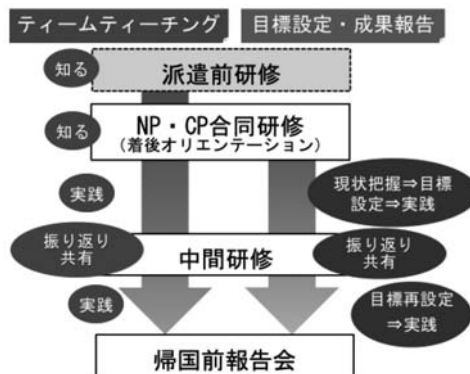 ティームティーチング
目標設定・成果報告
知る
派遣前研修
知る
NP・CP合同研修
(着後オリエンテーション)
実践
現状把握⇒目標
設定⇒実践
振り返り
共有
中間研修
振り返り
共有
実践
目標再設定
⇒実践
帰国前報告会